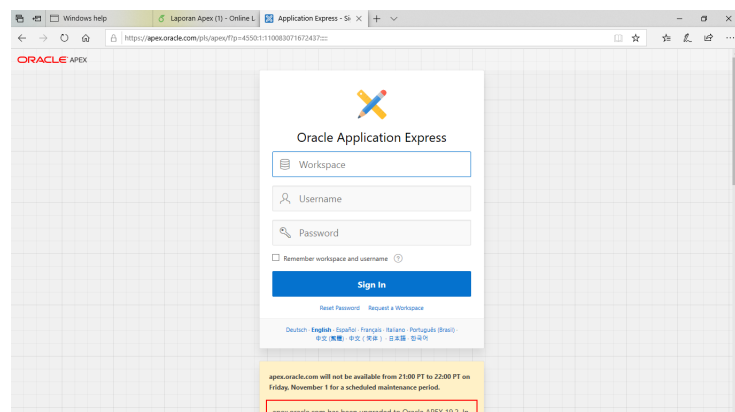 Windows help
Laporan Apex (1) - Online L
Application Express - Si
https://apex.oracle.com/pls/apex/f?p=4550:1:110083071672437:::::
ORACLE APEX
Oracle Application Express
Workspace
Username
Password
Remember workspace and username ?
Sign In
Reset Password Request a Workspace
Deutsch · English · Español · Français · Italiano · Português (Brasil) ·
中文 (繁體) · 中文 ( 简体 ) · 日本語 · 한국어
apex.oracle.com will not be available from 21:00 PT to 22:00 PT on
Friday, November 1 for a scheduled maintenance period.
apex.oracle.com has been upgraded to Oracle APEX 19.2. In